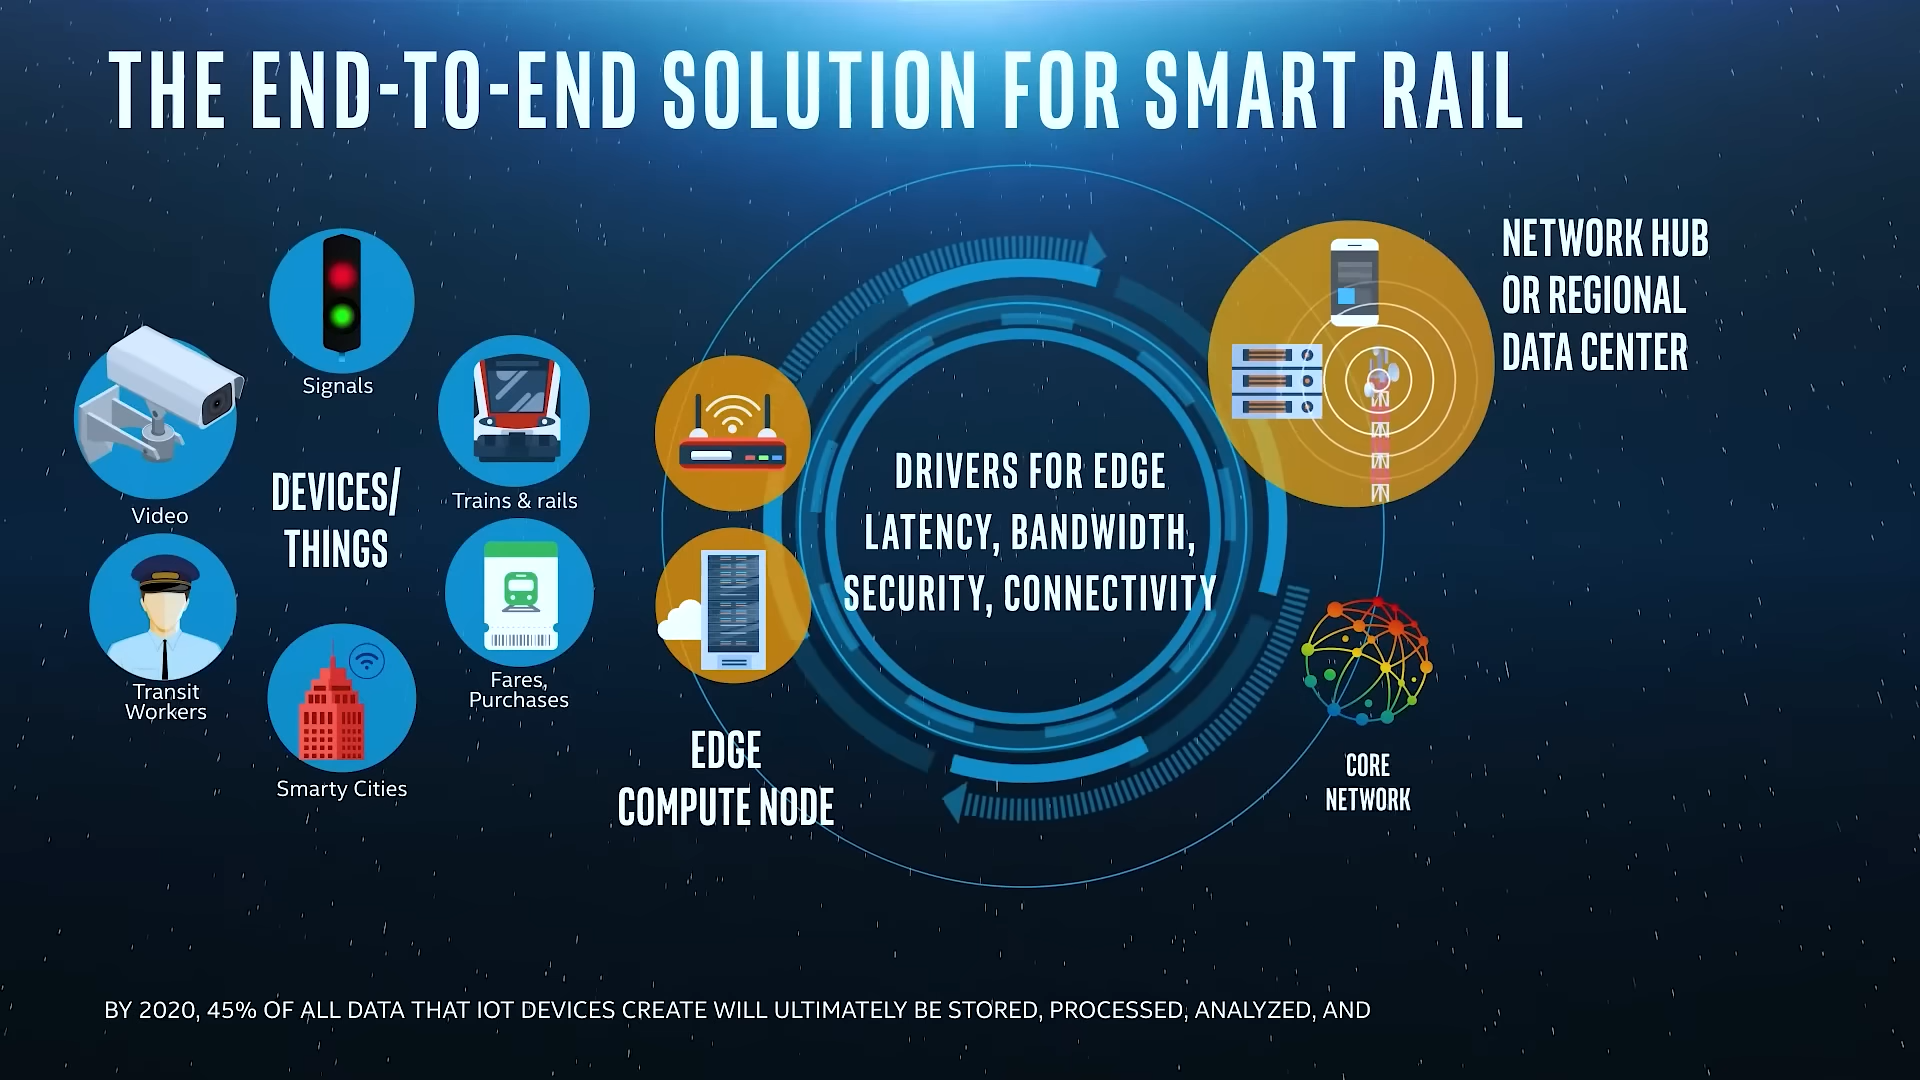 THE END-TO-END SOLUTION FOR SMART RAIL
Signals
Video
DEVICES/
THINGS
Trains & rails
Transit
Workers
Smarty Cities
Fares,
Purchases
EDGE
COMPUTE NODE
DRIVERS FOR EDGE
LATENCY, BANDWIDTH,
SECURITY, CONNECTIVITY
NETWORK HUB
OR REGIONAL
DATA CENTER
CORE
NETWORK
BY 2020, 45% OF ALL DATA THAT IOT DEVICES CREATE WILL ULTIMATELY BE STORED, PROCESSED, ANALYZED, AND